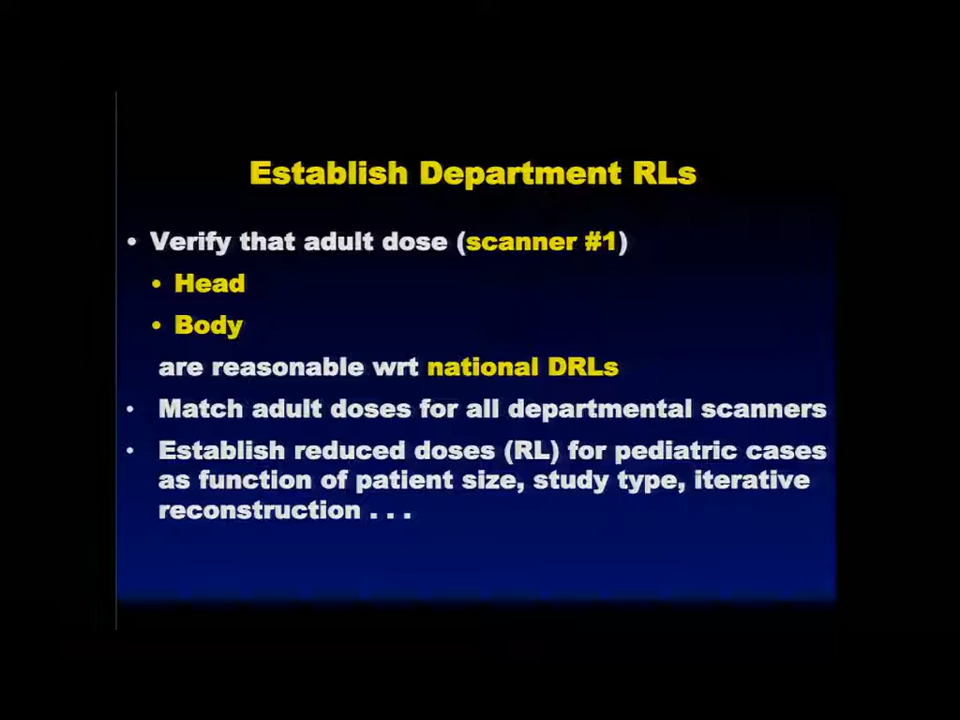 Establish Department RLs
• Verify that adult dose (scanner #1)
• Head
• Body
are reasonable wrt national DRLs
• Match adult doses for all departmental scanners
• Establish reduced doses (RL) for pediatric cases
as function of patient size, study type, iterative
reconstruction . . .